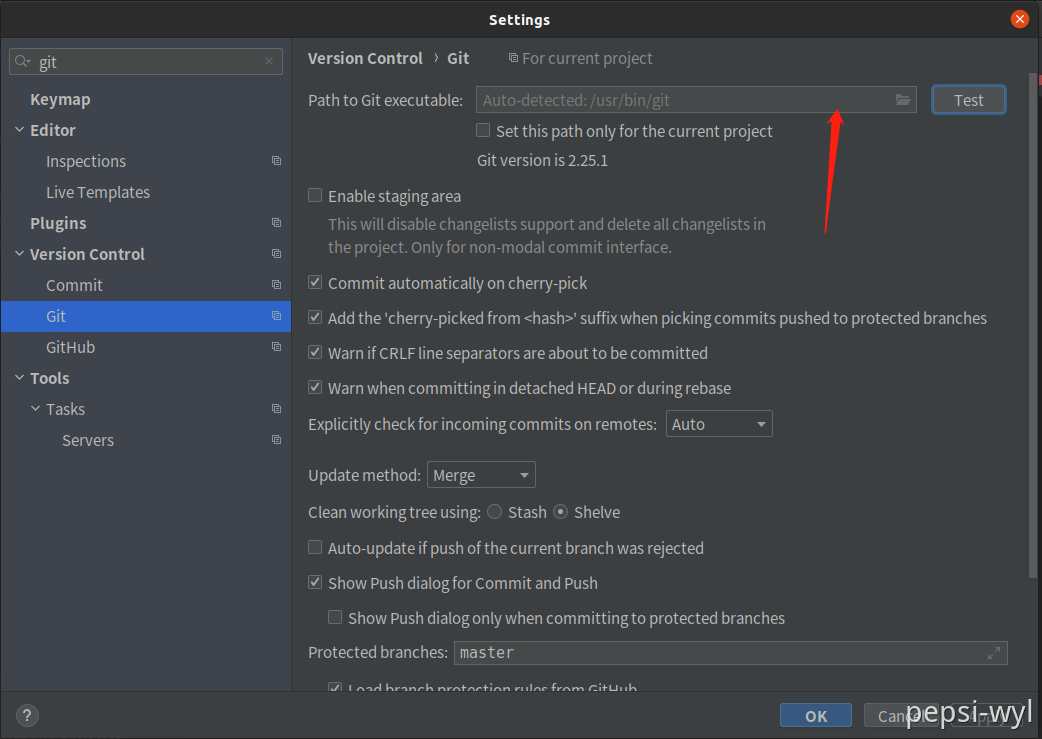 Settings
git
Keymap
Editor
Inspections
Live Templates
Plugins
Version Control
Commit
Git
GitHub
Tools
Tasks
Servers
Version Control › Git For current project
Path to Git executable: Auto-detected: /usr/bin/git Test
Set this path only for the current project
Git version is 2.25.1
Enable staging area
This will disable changelists support and delete all changelists in
the project. Only for non-modal commit interface.
Commit automatically on cherry-pick
Add the 'cherry-picked from <hash>' suffix when picking commits pushed to protected branches
Warn if CRLF line separators are about to be committed
Warn when committing in detached HEAD or during rebase
Explicitly check for incoming commits on remotes: Auto
Update method: Merge
Clean working tree using: Stash Shelve
Auto-update if push of the current branch was rejected
Show Push dialog for Commit and Push
Show Push dialog only when committing to protected branches
Protected branches: master
Load branch protection rules from GitHub
? OK Cancel Apply
pepsi-wyl